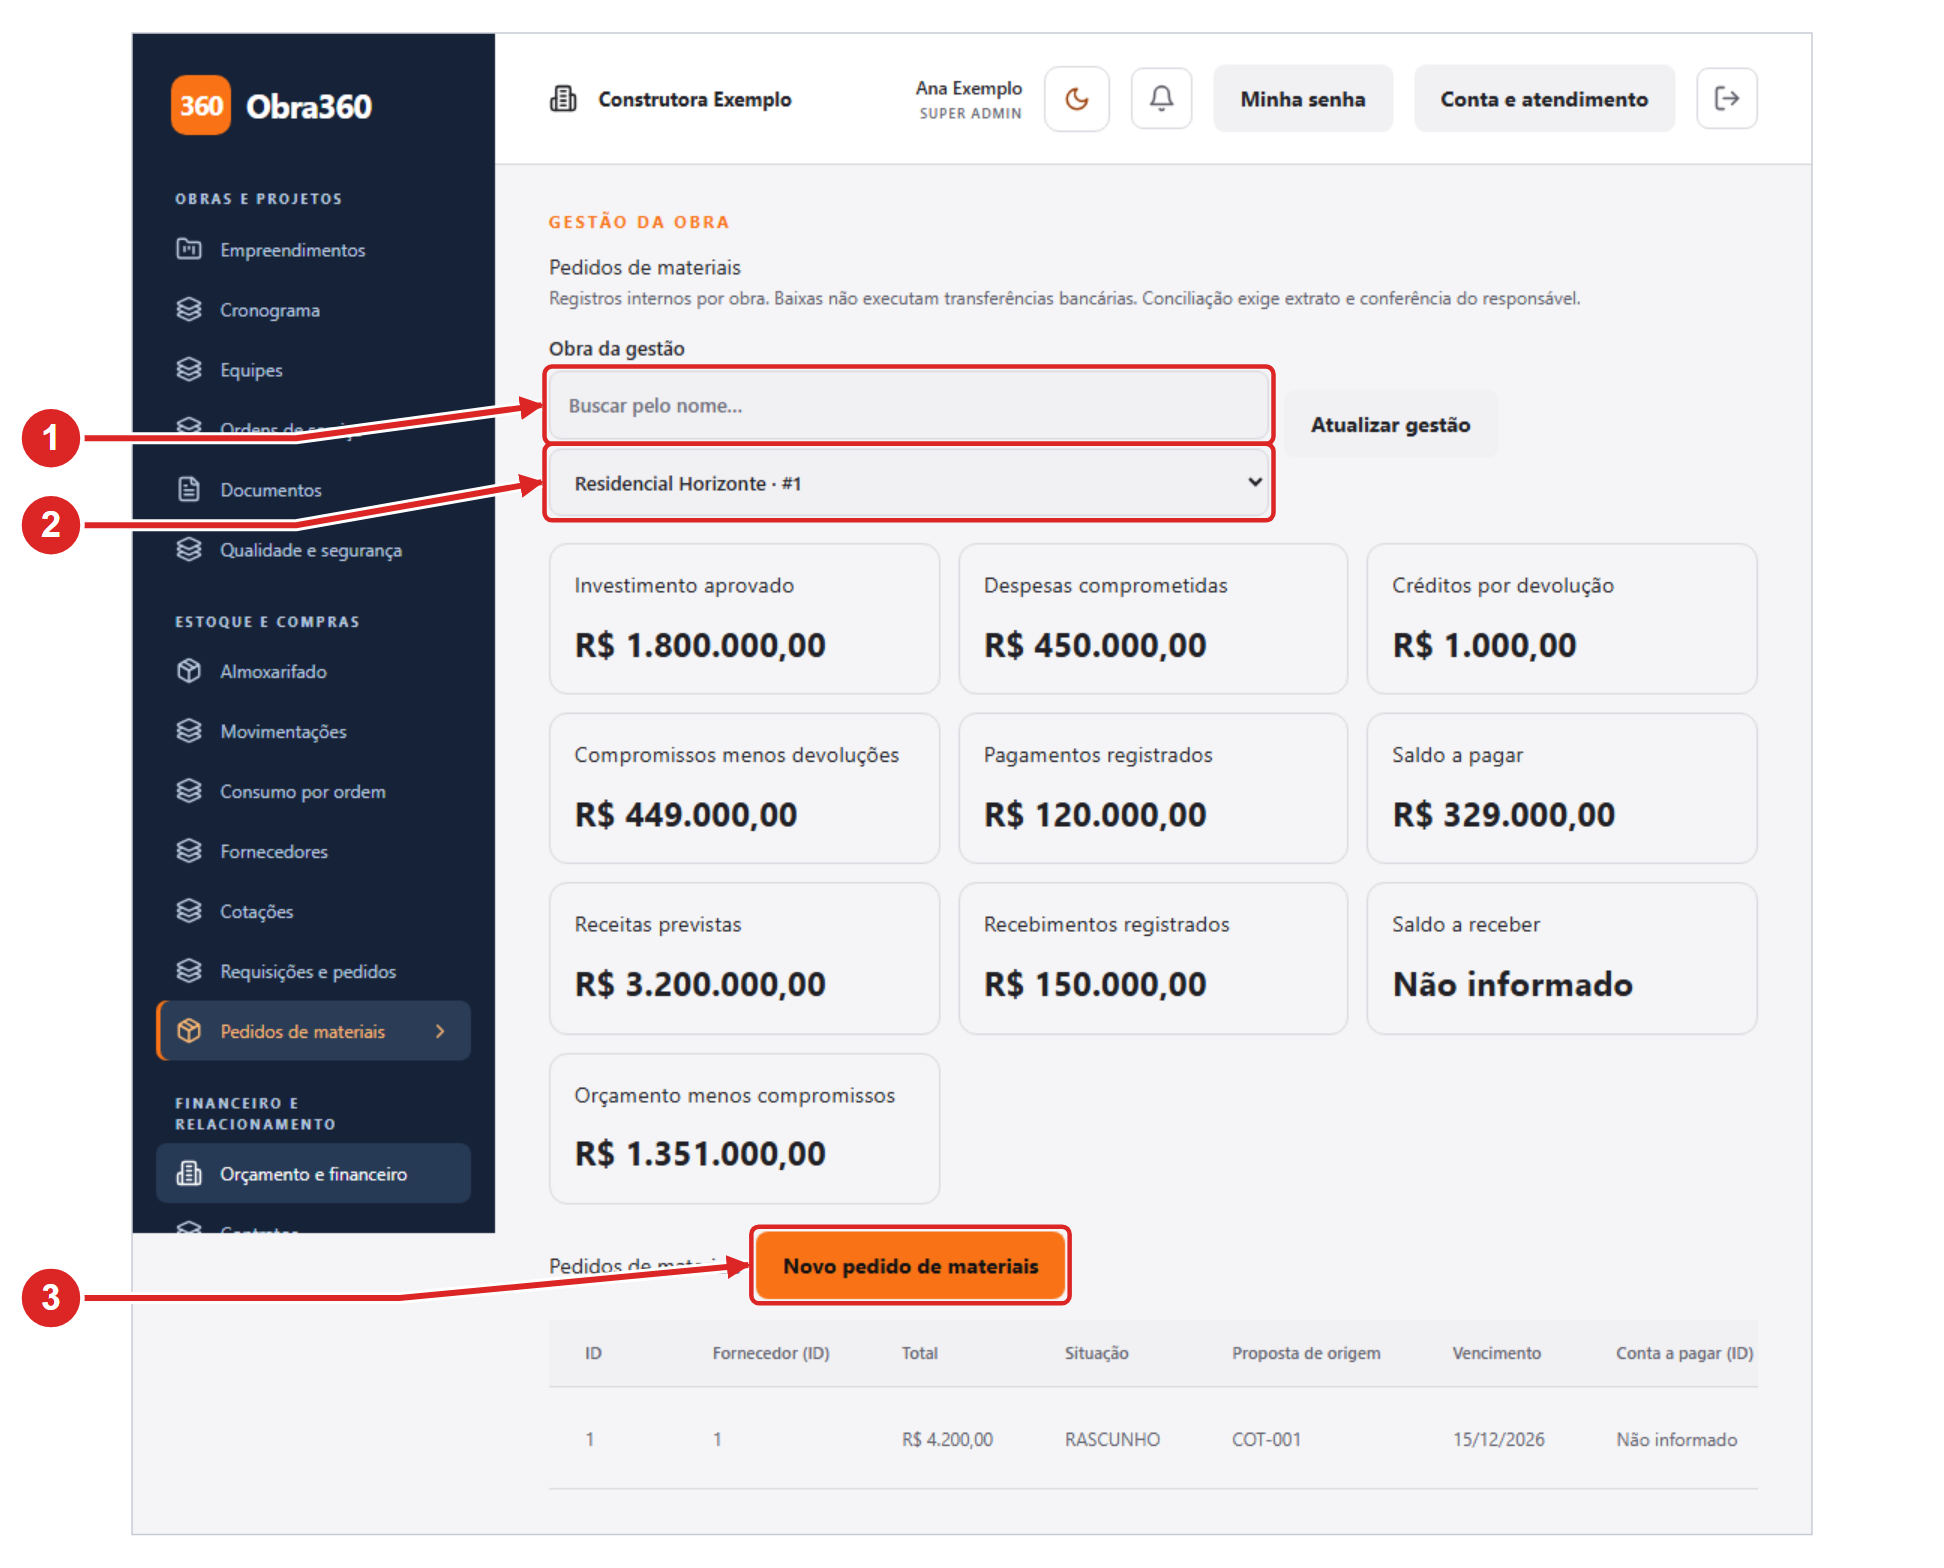 360 Obra360
Construtora Exemplo
Ana Exemplo
SUPER ADMIN
Minha senha
Conta e atendimento
OBRAS E PROJETOS
Empreendimentos
Cronograma
Equipes
Ordens de
Documentos
Qualidade e segurança
ESTOQUE E COMPRAS
Almoxarifado
Movimentações
Consumo por ordem
Fornecedores
Cotações
Requisições e pedidos
Pedidos de materiais
FINANCEIRO E
RELACIONAMENTO
Orçamento e financeiro
1
2
3
GESTÃO DA OBRA
Pedidos de materiais
Registros internos por obra. Baixas não executam transferências bancárias. Conciliação exige extrato e conferência do responsável.
Obra da gestão
Buscar pelo nome...
Atualizar gestão
Residencial Horizonte · #1
Investimento aprovado
R$ 1.800.000,00
Despesas comprometidas
R$ 450.000,00
Créditos por devolução
R$ 1.000,00
Compromissos menos devoluções
R$ 449.000,00
Pagamentos registrados
R$ 120.000,00
Saldo a pagar
R$ 329.000,00
Receitas previstas
R$ 3.200.000,00
Recebimentos registrados
R$ 150.000,00
Saldo a receber
Não informado
Orçamento menos compromissos
R$ 1.351.000,00
Pedidos de
Novo pedido de materiais
ID Fornecedor (ID) Total Situação Proposta de origem Vencimento Conta a pagar (ID)
1 1 R$ 4.200,00 RASCUNHO COT-001 15/12/2026 Não informado